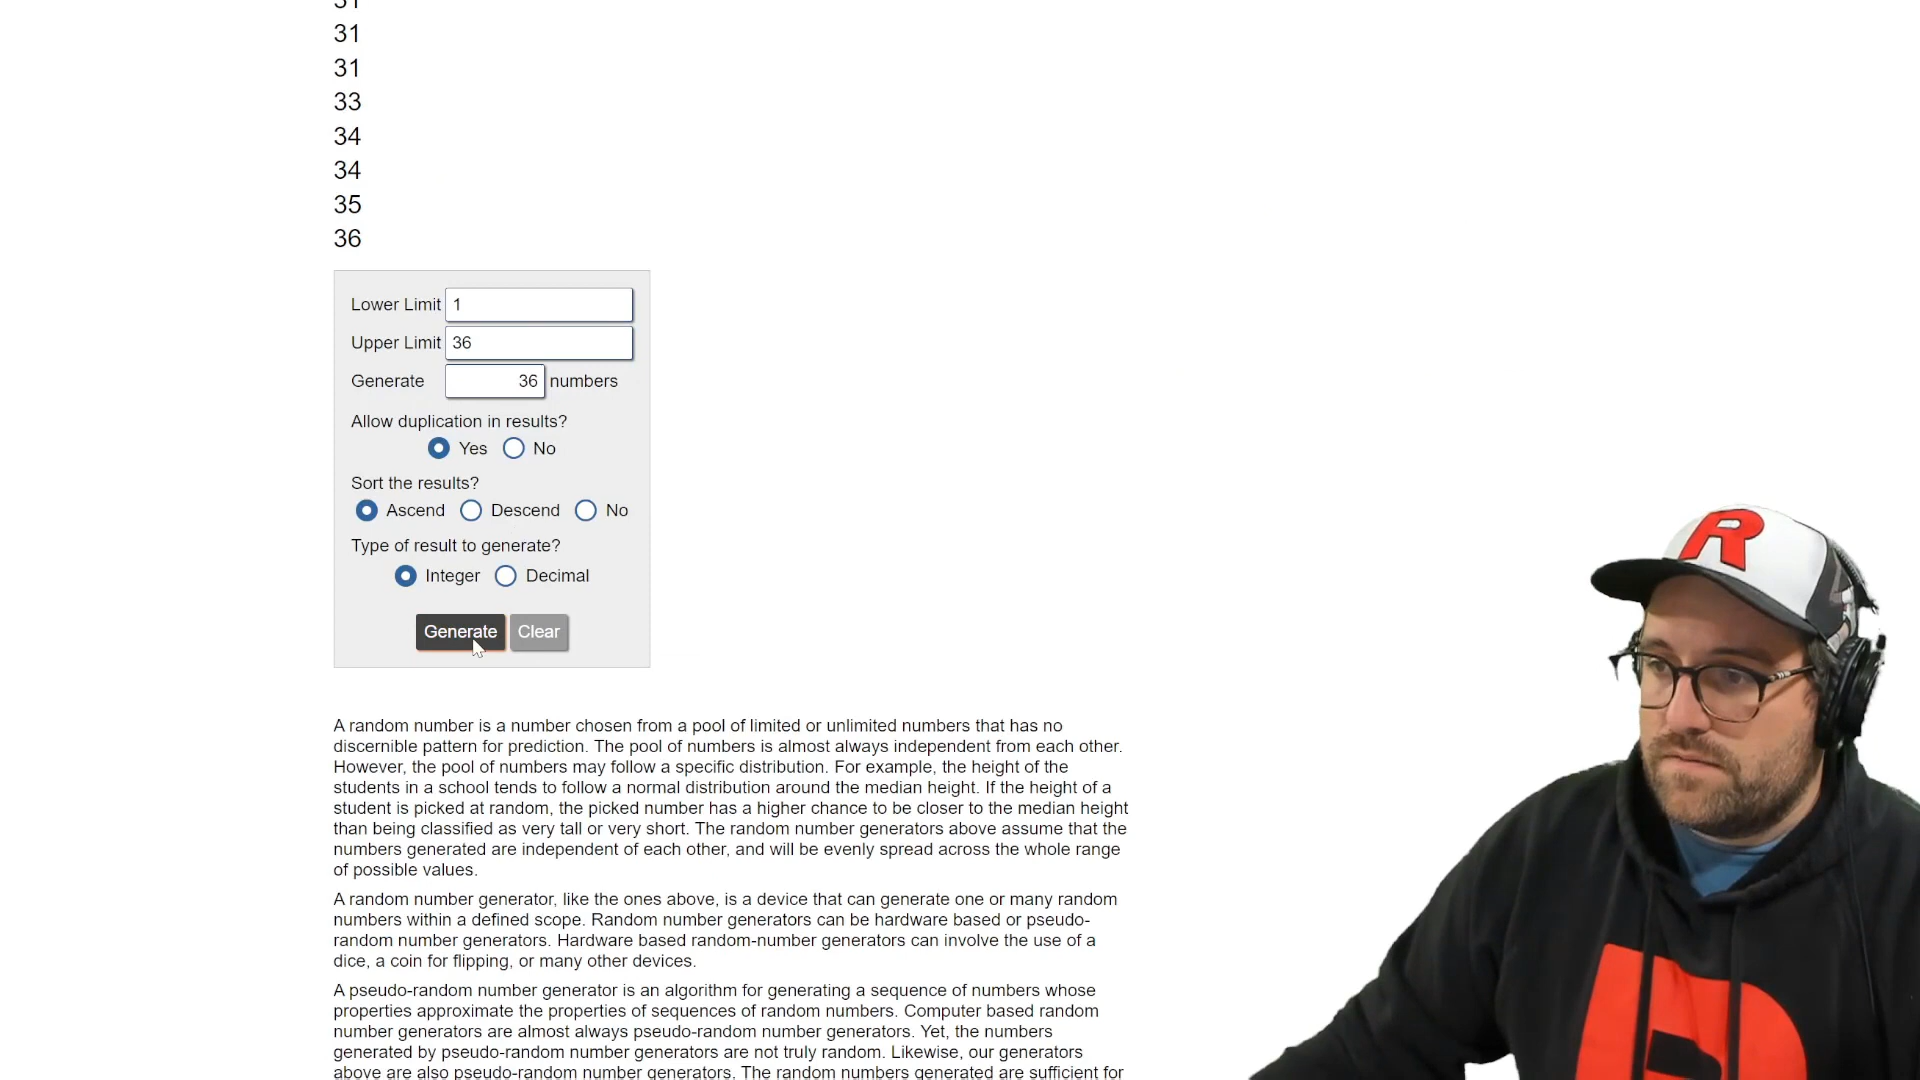 31
31
31
33
34
34
35
36
Lower Limit 1
Upper Limit 36
Generate 36 numbers
Allow duplication in results?
Yes No
Sort the results?
Ascend Descend No
Type of result to generate?
Integer Decimal
Generate Clear
A random number is a number chosen from a pool of limited or unlimited numbers that has no
discernible pattern for prediction. The pool of numbers is almost always independent from each other.
However, the pool of numbers may follow a specific distribution. For example, the height of the
students in a school tends to follow a normal distribution around the median height. If the height of a
student is picked at random, the picked number has a higher chance to be closer to the median height
than being classified as very tall or very short. The random number generators above assume that the
numbers generated are independent of each other, and will be evenly spread across the whole range
of possible values.
A random number generator, like the ones above, is a device that can generate one or many random
numbers within a defined scope. Random number generators can be hardware based or pseudo-
random number generators. Hardware based random-number generators can involve the use of a
dice, a coin for flipping, or many other devices.
A pseudo-random number generator is an algorithm for generating a sequence of numbers whose
properties approximate the properties of sequences of random numbers. Computer based random
number generators are almost always pseudo-random number generators. Yet, the numbers
generated by pseudo-random number generators are not truly random. Likewise, our generators
above are also pseudo-random number generators. The random numbers generated are sufficient for
R
R